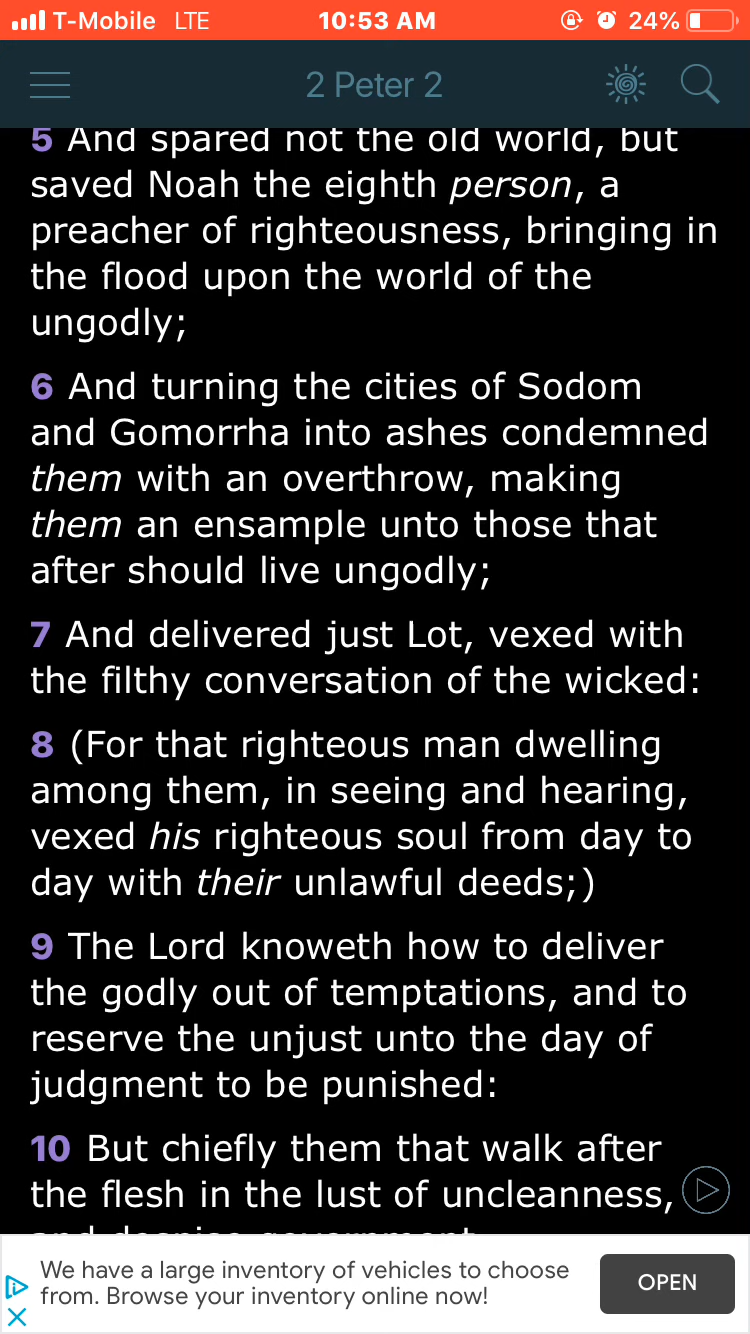 T-Mobile LTE 10:53 AM 24%
2 Peter 2
5 And spared not the old world, but
saved Noah the eighth person, a
preacher of righteousness, bringing in
the flood upon the world of the
ungodly;
6 And turning the cities of Sodom
and Gomorrha into ashes condemned
them with an overthrow, making
them an ensample unto those that
after should live ungodly;
7 And delivered just Lot, vexed with
the filthy conversation of the wicked:
8 (For that righteous man dwelling
among them, in seeing and hearing,
vexed his righteous soul from day to
day with their unlawful deeds;)
9 The Lord knoweth how to deliver
the godly out of temptations, and to
reserve the unjust unto the day of
judgment to be punished:
10 But chiefly them that walk after
the flesh in the lust of uncleanness,
and despise government
We have a large inventory of vehicles to choose
from. Browse your inventory online now!
OPEN